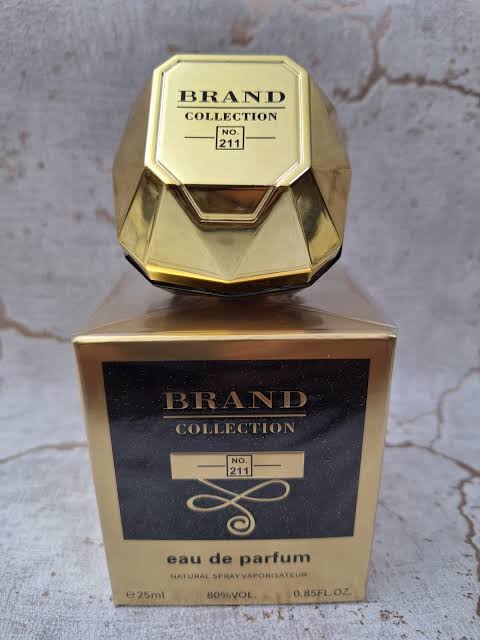 BRAND
COLLECTION
NO.
211
BRAND
COLLECTION
NO.
211
eau de parfum
NATURAL SPRAY VAPORISATEUR
℮25ml 80%VOL. 0.85FL.OZ.